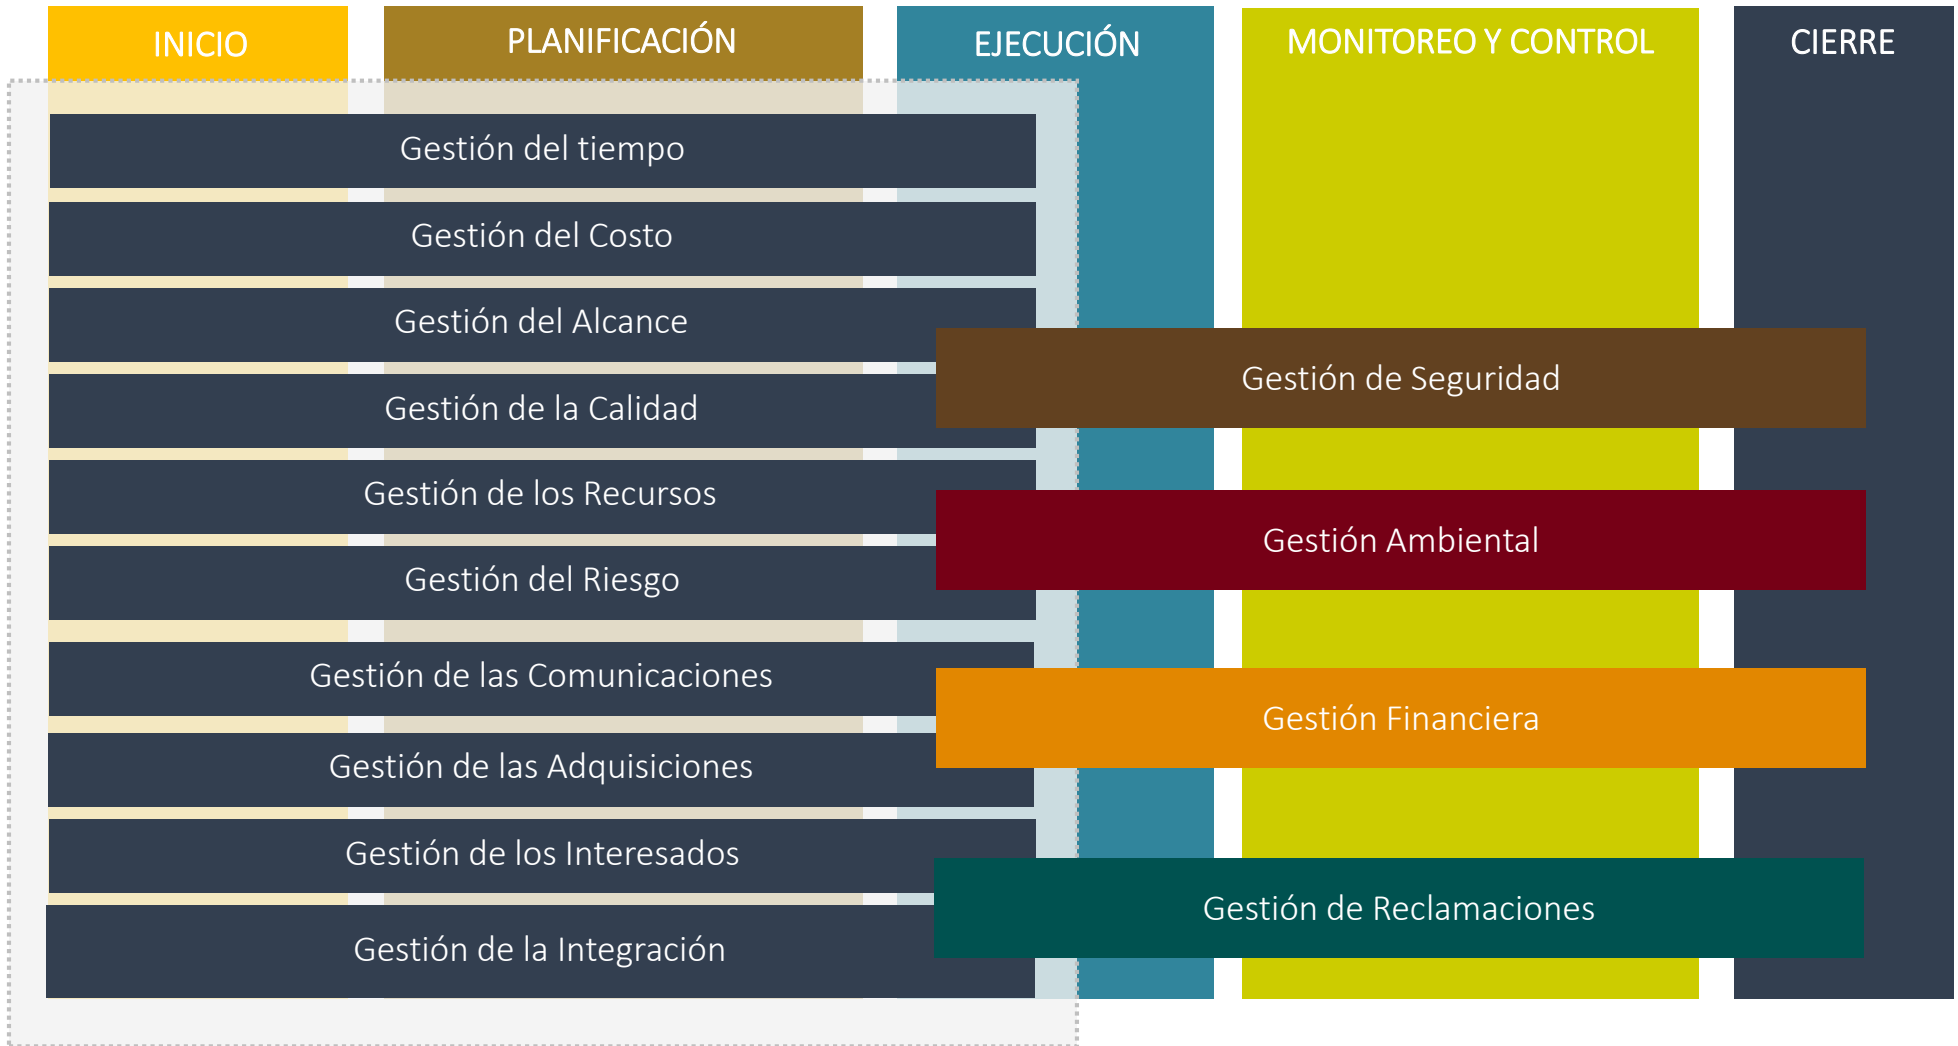 INICIO
PLANIFICACIÓN
EJECUCIÓN
MONITOREO Y CONTROL
CIERRE
Gestión del tiempo
Gestión del Costo
Gestión del Alcance
Gestión de la Calidad
Gestión de los Recursos
Gestión del Riesgo
Gestión de las Comunicaciones
Gestión de las Adquisiciones
Gestión de los Interesados
Gestión de la Integración
Gestión de Seguridad
Gestión Ambiental
Gestión Financiera
Gestión de Reclamaciones